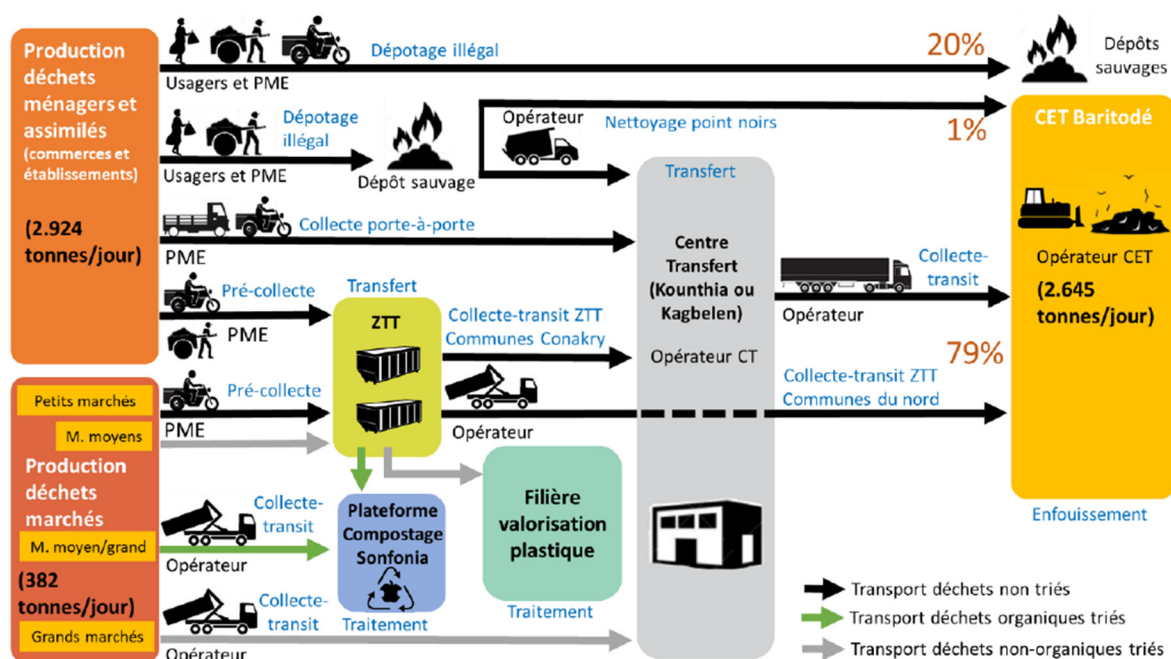 Production
déchets
ménagers et
assimilés
(commerces et
établissements)
(2.924
tonnes/jour)
Dépotage illégal
Usagers et PME
20%
Dépôts
sauvages
Dépotage
illégal
Usagers et PME
Dépôt sauvage
Opérateur
Nettoyage point noirs
1%
Collecte porte-à-porte
PME
Pré-collecte
PME
Transfert
ZTT
Collecte-transit ZTT
Communes Conakry
Transfert
Centre
Transfert
(Kounthia ou
Kagbelen)
Opérateur CT
Collecte-
transit
Opérateur
CET Baritodé
Opérateur CET
(2.645
tonnes/jour)
Enfouissement
79%
Collecte-transit ZTT
Communes du nord
Petits marchés
M. moyens
Production
déchets
marchés
M. moyen/grand
(382
tonnes/jour)
Grands marchés
Pré-collecte
PME
Opérateur
Collecte-
transit
Opérateur
Plateforme
Compostage
Sonfonia
Traitement
Filière
valorisation
plastique
Traitement
Collecte-
transit
Opérateur
Transport déchets non triés
Transport déchets organiques triés
Transport déchets non-organiques triés